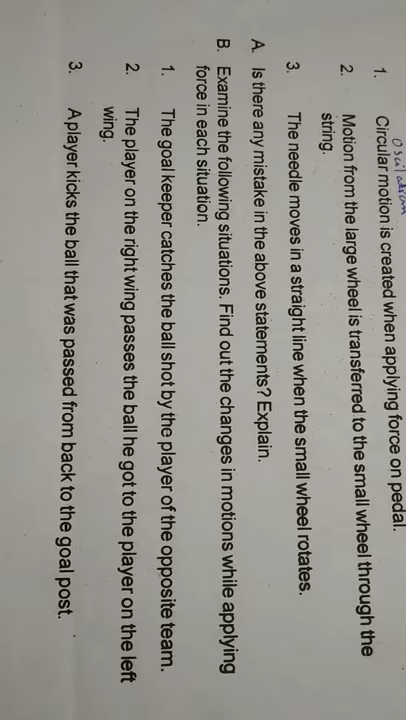 Oscilation
1. Circular motion is created when applying force on pedal.
2. Motion from the large wheel is transferred to the small wheel through the
string.
3. The needle moves in a straight line when the small wheel rotates.
A. Is there any mistake in the above statements? Explain.
B. Examine the following situations. Find out the changes in motions while applying
force in each situation.
1. The goal keeper catches the ball shot by the player of the opposite team.
2. The player on the right wing passes the ball he got to the player on the left
wing.
3. A player kicks the ball that was passed from back to the goal post.